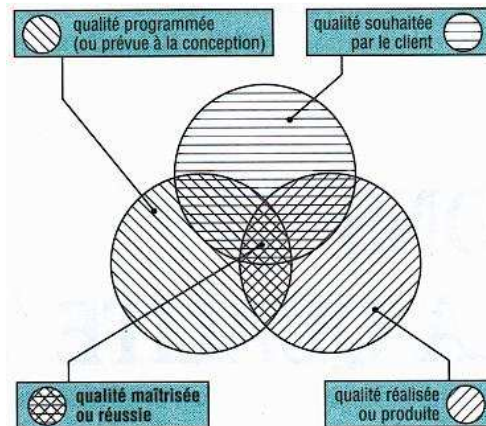 qualité programmée
(ou prévue à la conception)
qualité souhaitée
par le client
qualité maîtrisée
ou réussie
qualité réalisée
ou produite